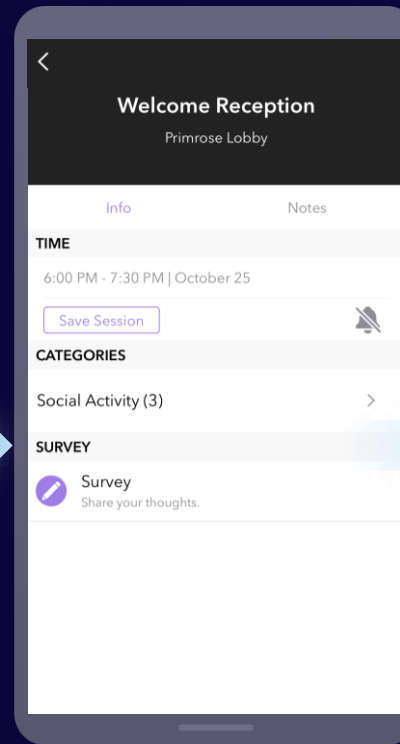 Welcome Reception
Primrose Lobby
Info
Notes
TIME
6:00 PM - 7:30 PM | October 25
Save Session
CATEGORIES
Social Activity (3)
SURVEY
Survey
Share your thoughts.